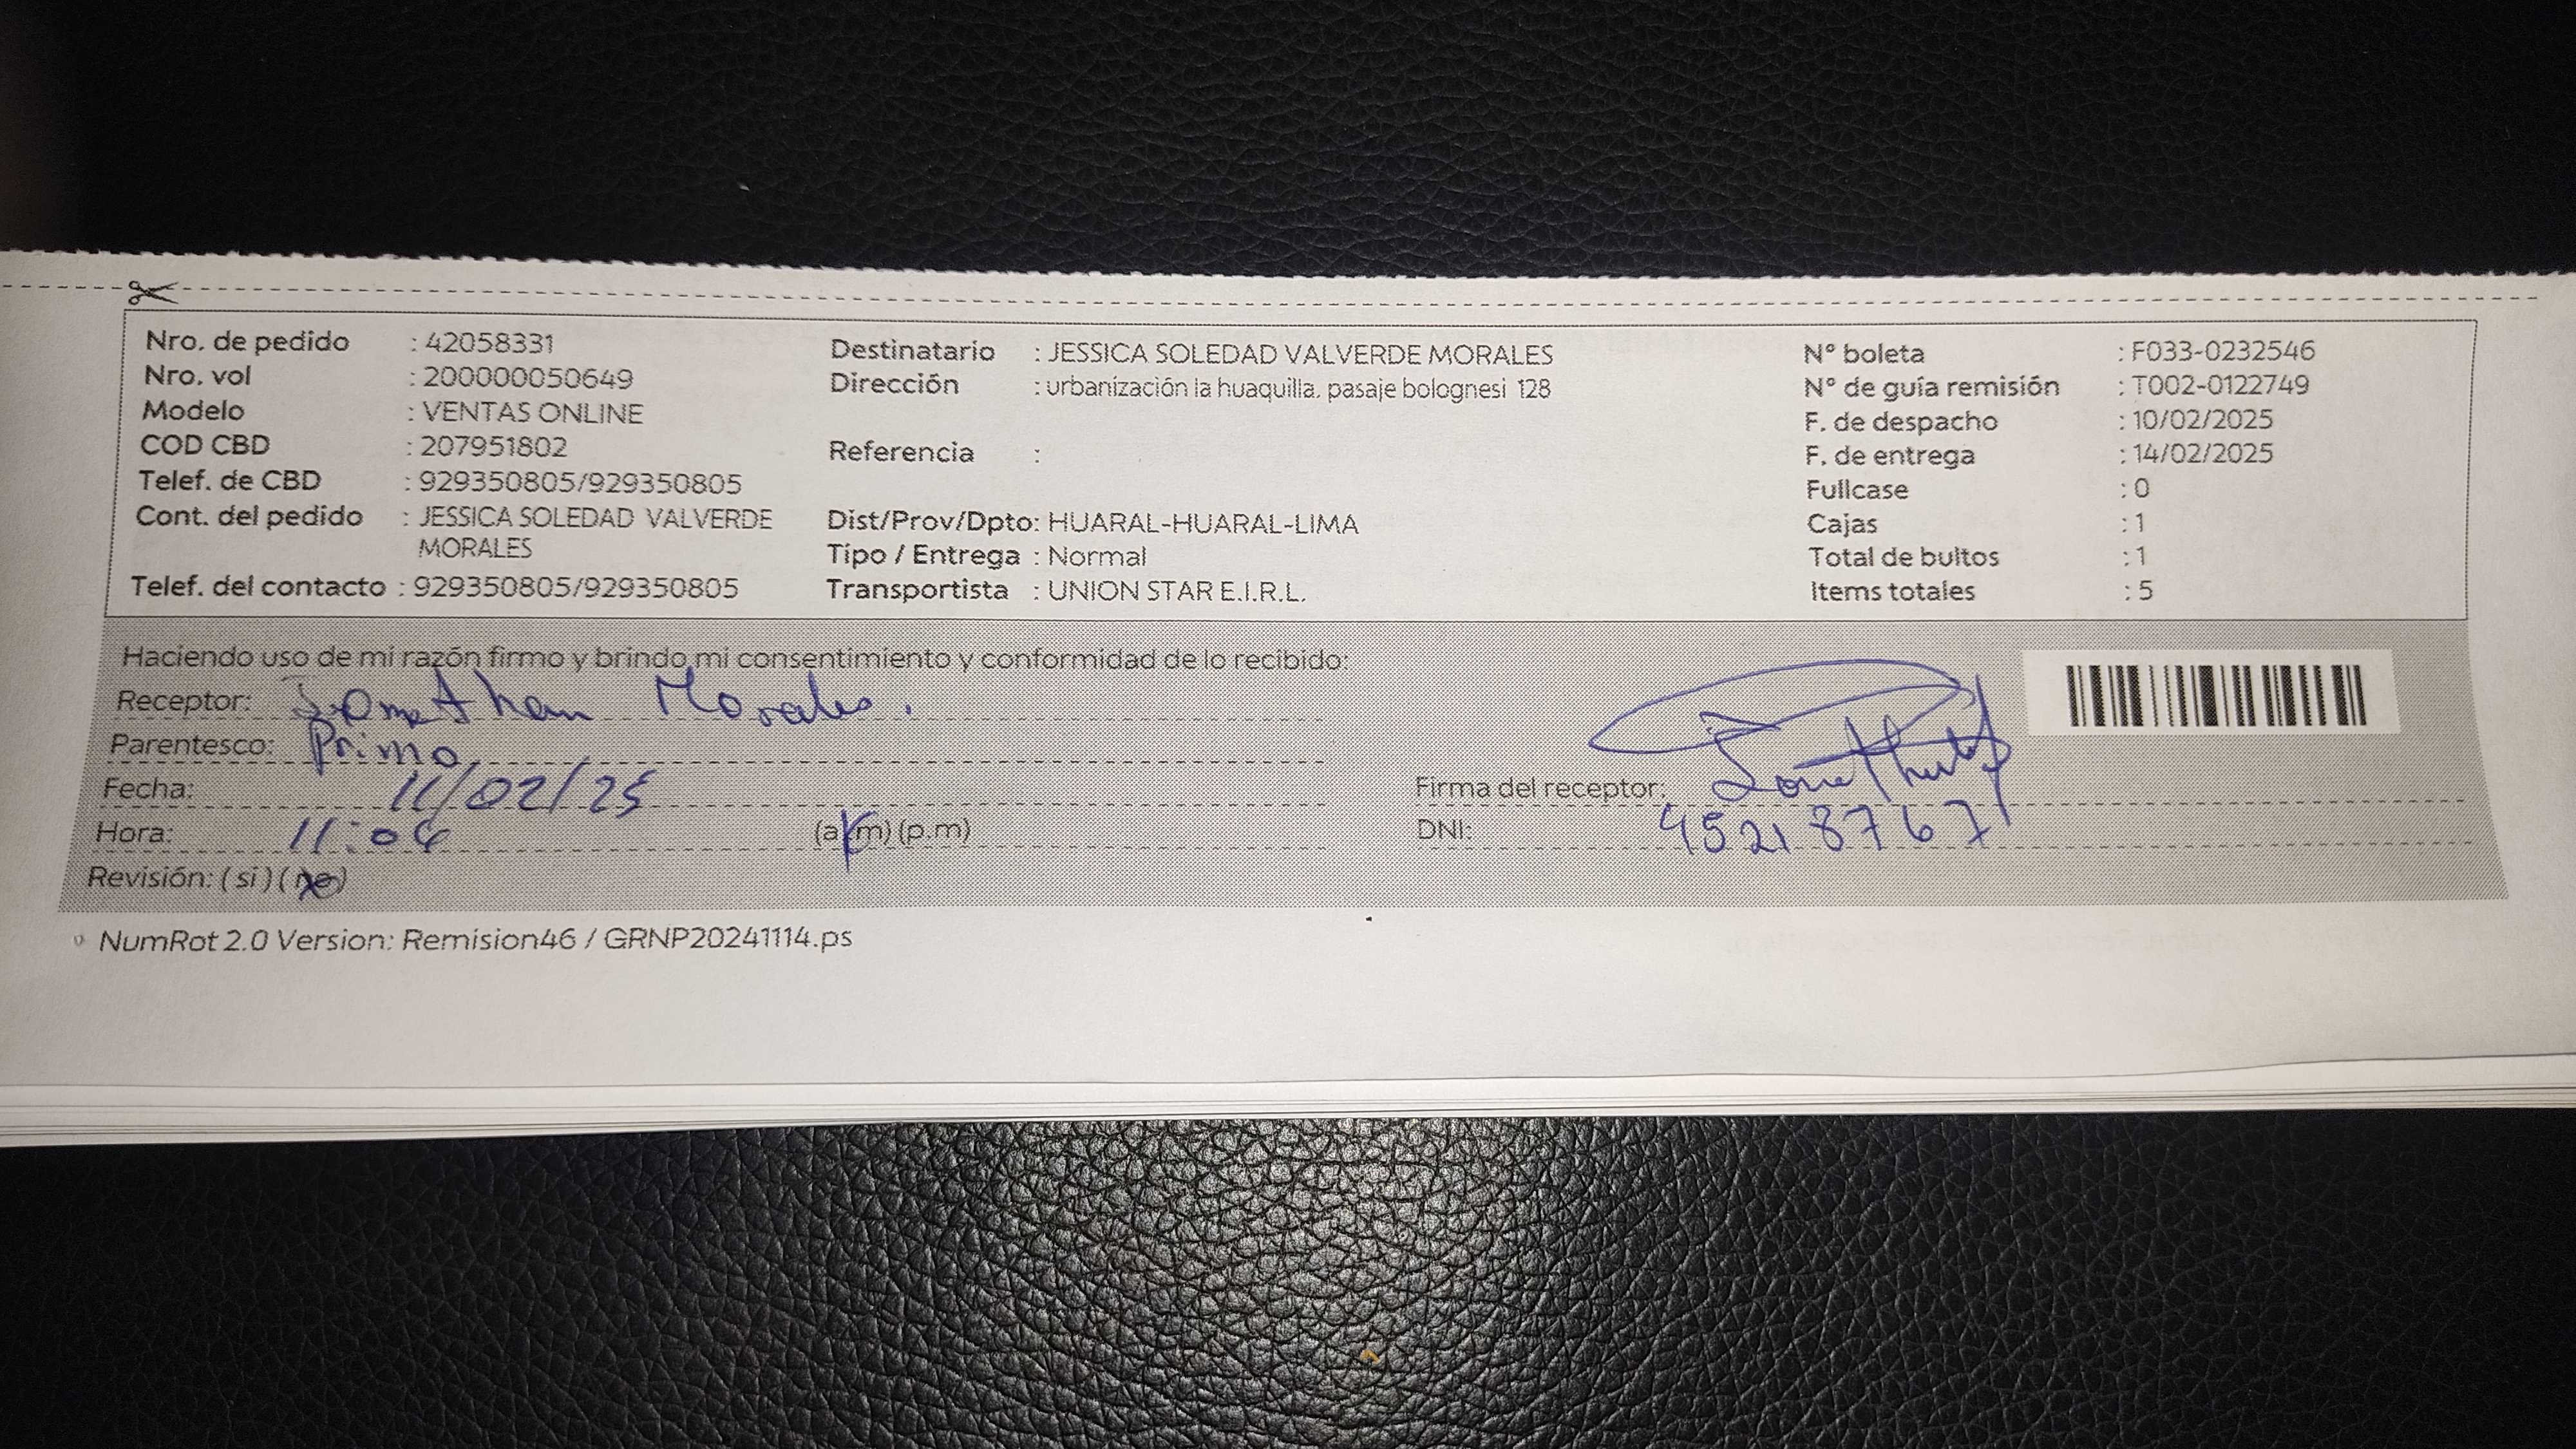 Nro. de pedido : 42058331
Nro. vol : 200000050649
Modelo : VENTAS ONLINE
COD CBD : 207951802
Telef. de CBD : 929350805/929350805
Cont. del pedido : JESSICA SOLEDAD VALVERDE
MORALES
Telef. del contacto : 929350805/929350805
Destinatario : JESSICA SOLEDAD VALVERDE MORALES
Dirección : urbanización la huaquilla, pasaje bolognesi 128
Referencia :
Dist/Prov/Dpto: HUARAL-HUARAL-LIMA
Tipo / Entrega : Normal
Transportista : UNION STAR E.I.R.L.
N° boleta : F033-0232546
N° de guía remisión : T002-0122749
F. de despacho : 10/02/2025
F. de entrega : 14/02/2025
Fullcase : 0
Cajas : 1
Total de bultos : 1
Items totales : 5
Haciendo uso de mi razón firmo y brindo mi consentimiento y conformidad de lo recibido:
Receptor: Jonathan Morales.
Parentesco: Primo
Fecha: 11/02/25
Hora: 11:06 (a.m) (p.m)
Revisión: (si) (no)
Firma del receptor: Jonathan
DNI: 45218767
NumRot 2.0 Version: Remision46 / GRNP20241114.ps